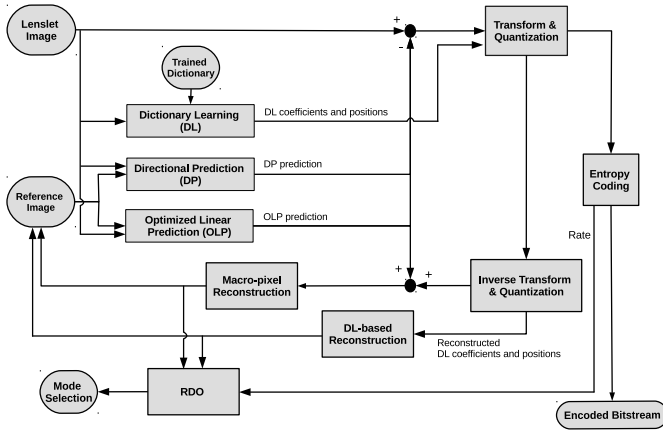 Lenslet
Image
+
-
Transform &
Quantization
Trained
Dictionary
Dictionary Learning
(DL)
DL coefficients and positions
Directional Prediction
(DP)
DP prediction
Entropy
Coding
Reference
Image
Optimized Linear
Prediction (OLP)
OLP prediction
Rate
Macro-pixel
Reconstruction
+
+
Inverse Transform
& Quantization
DL-based
Reconstruction
Reconstructed
DL coefficients and positions
Mode
Selection
RDO
Encoded Bitstream